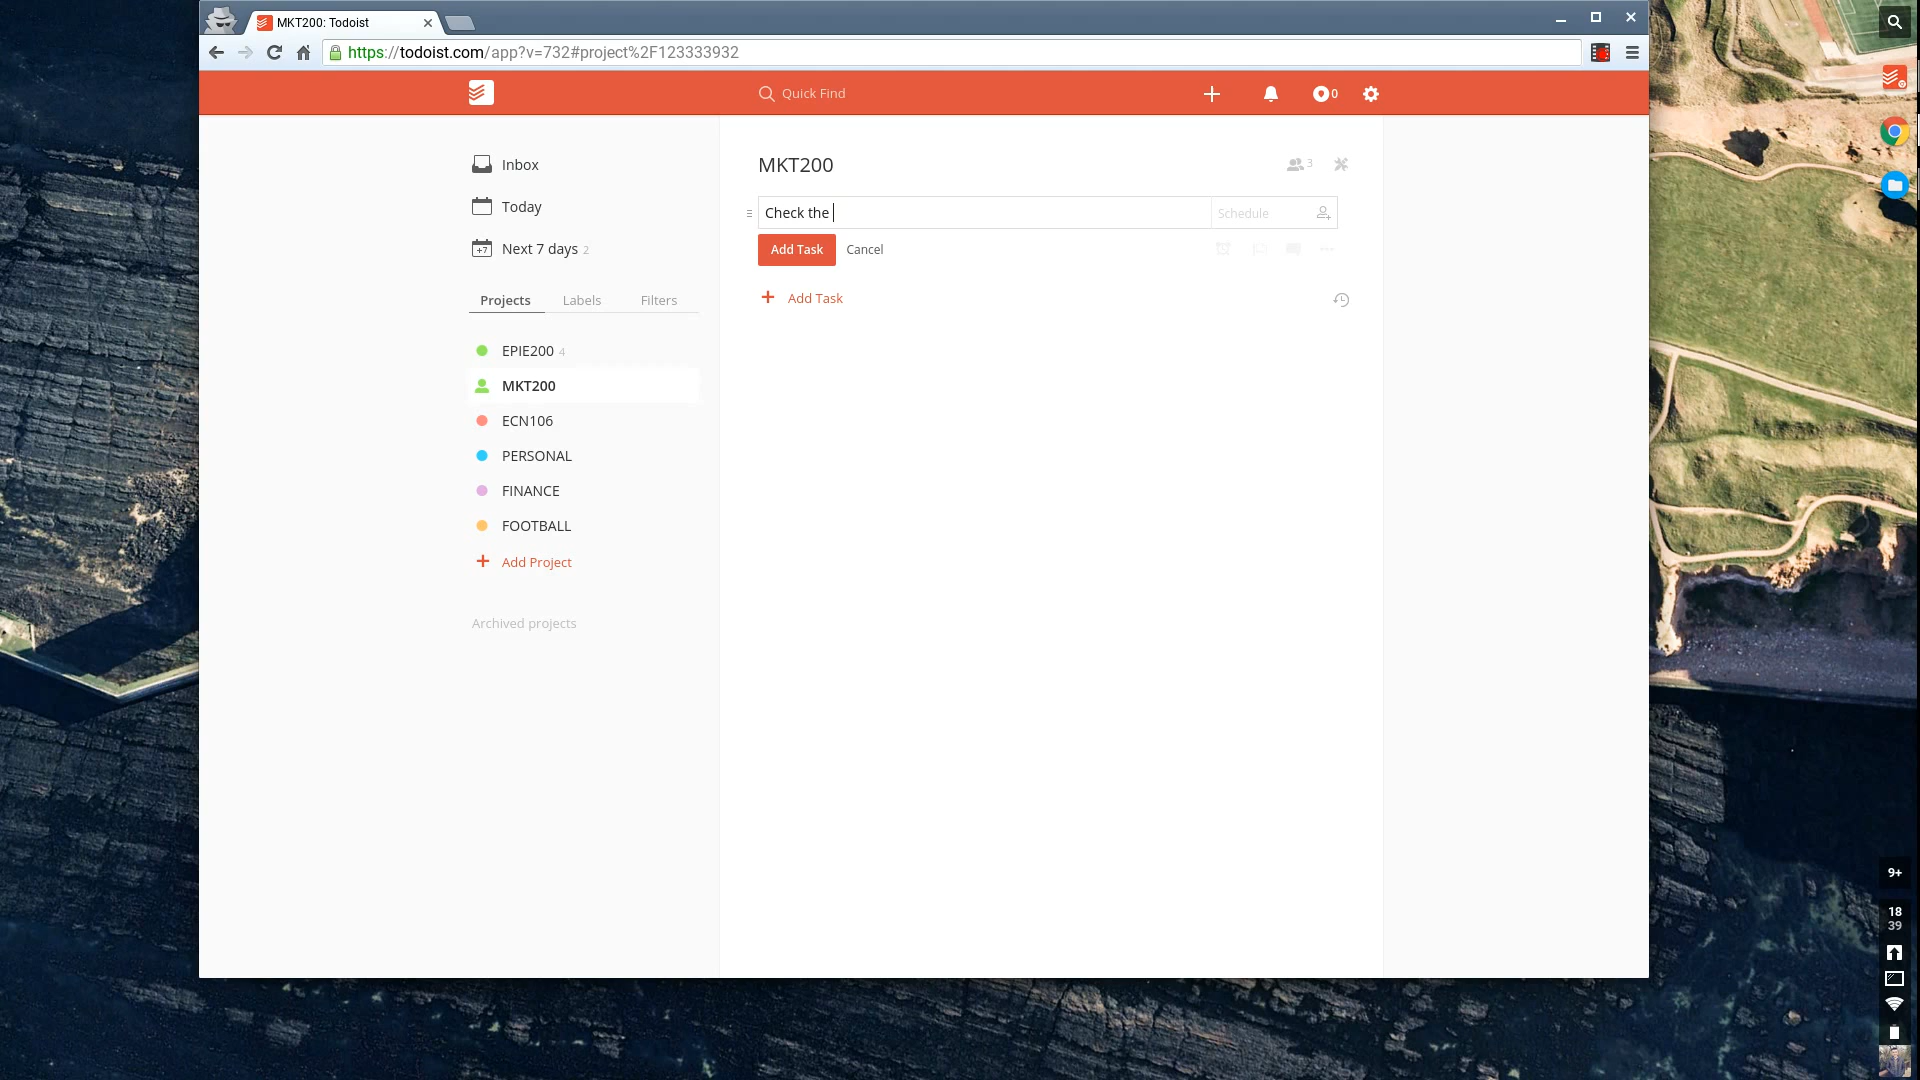 MKT200: Todoist
https://todoist.com/app?v=732#project%2F123333932
Quick Find
0
Inbox
Today
+7 Next 7 days 2
Projects Labels Filters
EPIE200 4
MKT200
ECN106
PERSONAL
FINANCE
FOOTBALL
+ Add Project
Archived projects
MKT200
3
Check the
Schedule
Add Task Cancel
+ Add Task
9+
18
39